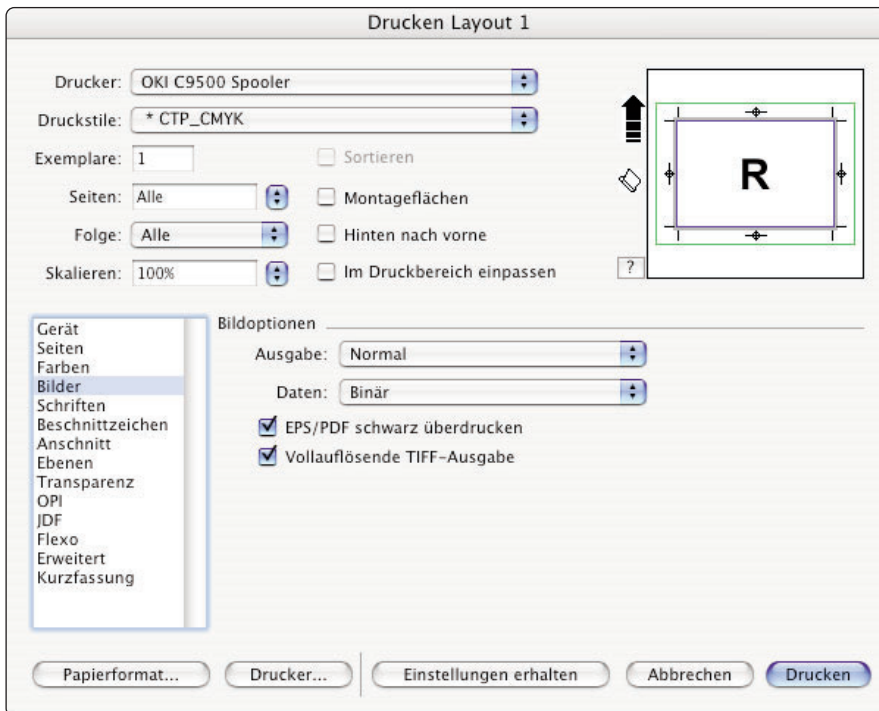 Drucken Layout 1
Drucker: OKI C9500 Spooler
Druckstile: * CTP_CMYK
Exemplare: 1 Sortieren
Seiten: Alle Montageflächen
Folge: Alle Hinten nach vorne
Skalieren: 100% Im Druckbereich einpassen
R
?
Gerät
Seiten
Farben
Bilder
Schriften
Beschnittzeichen
Anschnitt
Ebenen
Transparenz
OPI
JDF
Flexo
Erweitert
Kurzfassung
Bildoptionen
Ausgabe: Normal
Daten: Binär
EPS/PDF schwarz überdrucken
Vollauflösende TIFF-Ausgabe
Papierformat... Drucker... Einstellungen erhalten Abbrechen Drucken